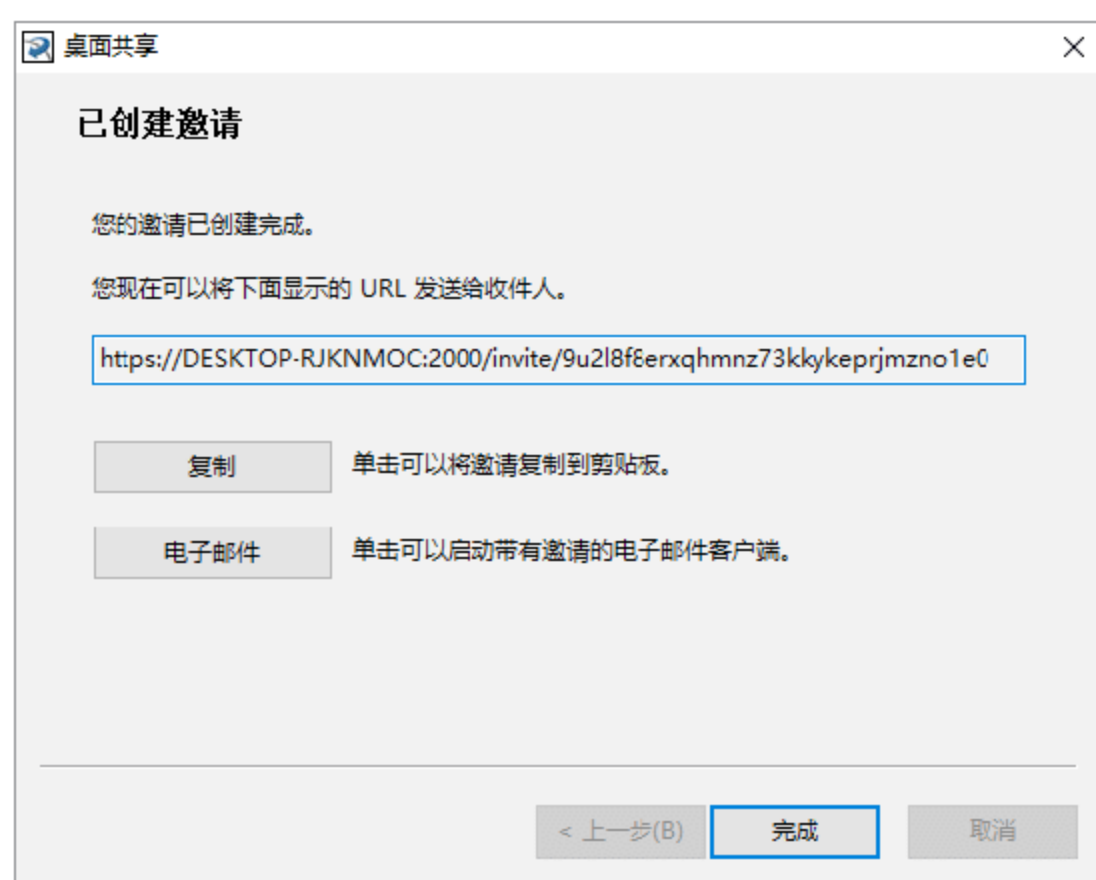 桌面共享
已创建邀请
您的邀请已创建完成。
您现在可以将下面显示的 URL 发送给收件人。
https://DESKTOP-RJKNMOC:2000/invite/9u2l8f8erxqhmnz73kkykeprjmzno1e0
复制 单击可以将邀请复制到剪贴板。
电子邮件 单击可以启动带有邀请的电子邮件客户端。
< 上一步(B) 完成 取消